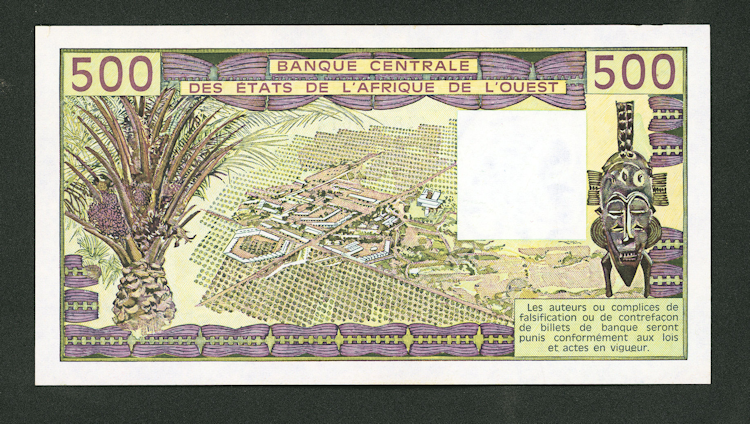 500
BANQUE CENTRALE
500
DES ETATS DE L'AFRIQUE DE L'OUEST
Les auteurs ou complices de
falsification ou de contrefaçon
de billets de banque seront
punis conformément aux lois
et actes en vigueur.